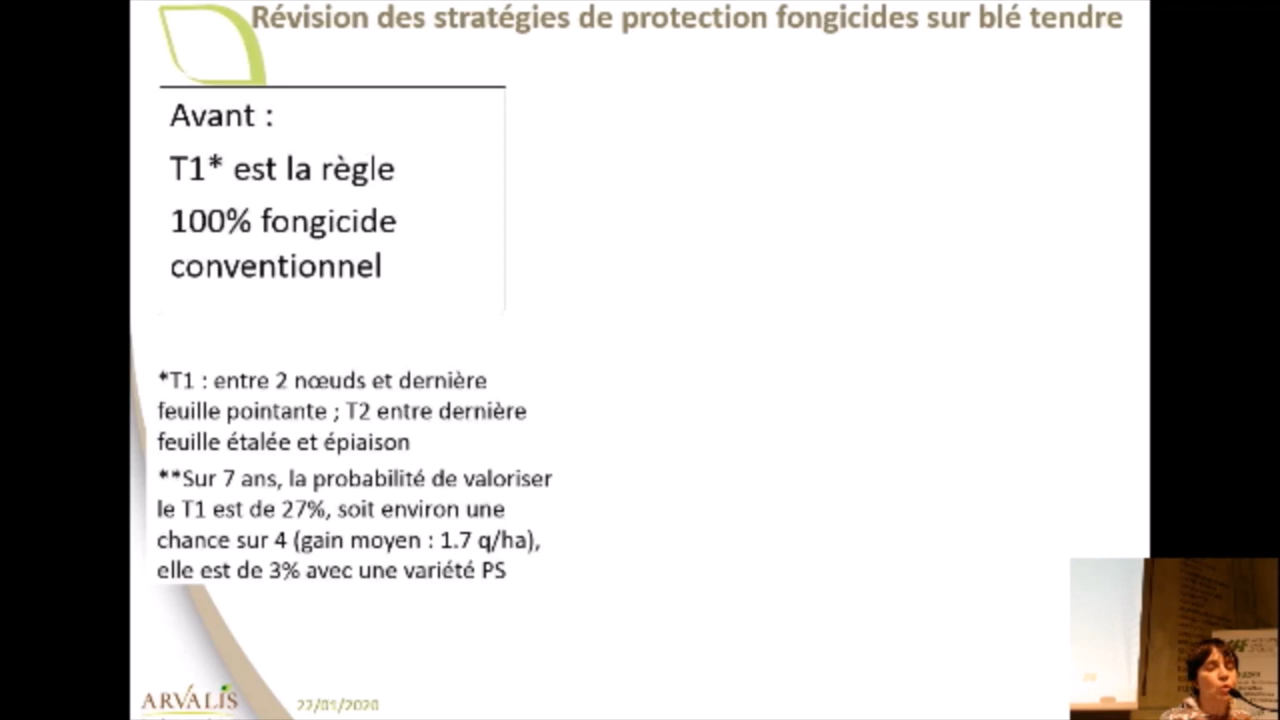 Révision des stratégies de protection fongicides sur blé tendre
Avant :
T1* est la règle
100% fongicide
conventionnel
*T1 : entre 2 nœuds et dernière
feuille pointante ; T2 entre dernière
feuille étalée et épiaison
**Sur 7 ans, la probabilité de valoriser
le T1 est de 27%, soit environ une
chance sur 4 (gain moyen : 1.7 q/ha),
elle est de 3% avec une variété PS
ARVALIS
22/01/2020